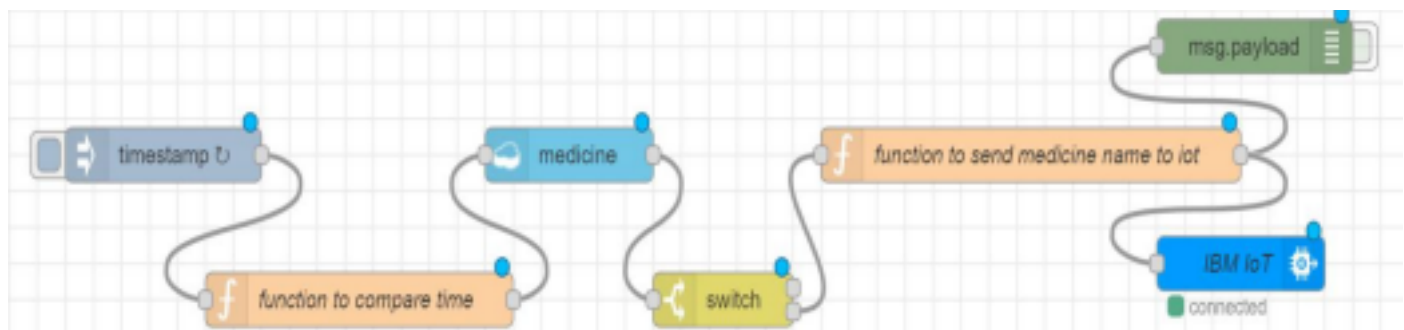 msg.payload
timestamp ↻
medicine
function to send medicine name to iot
IBM IoT
function to compare time
switch
connected